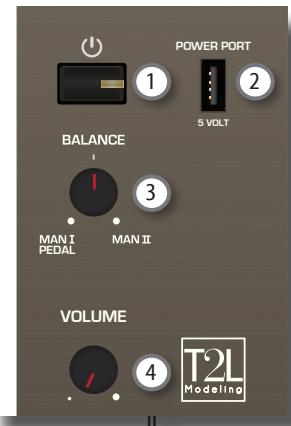 POWER PORT
1
2
5 VOLT
BALANCE
3
MAN I
PEDAL
MAN II
VOLUME
4
T2L
Modeling